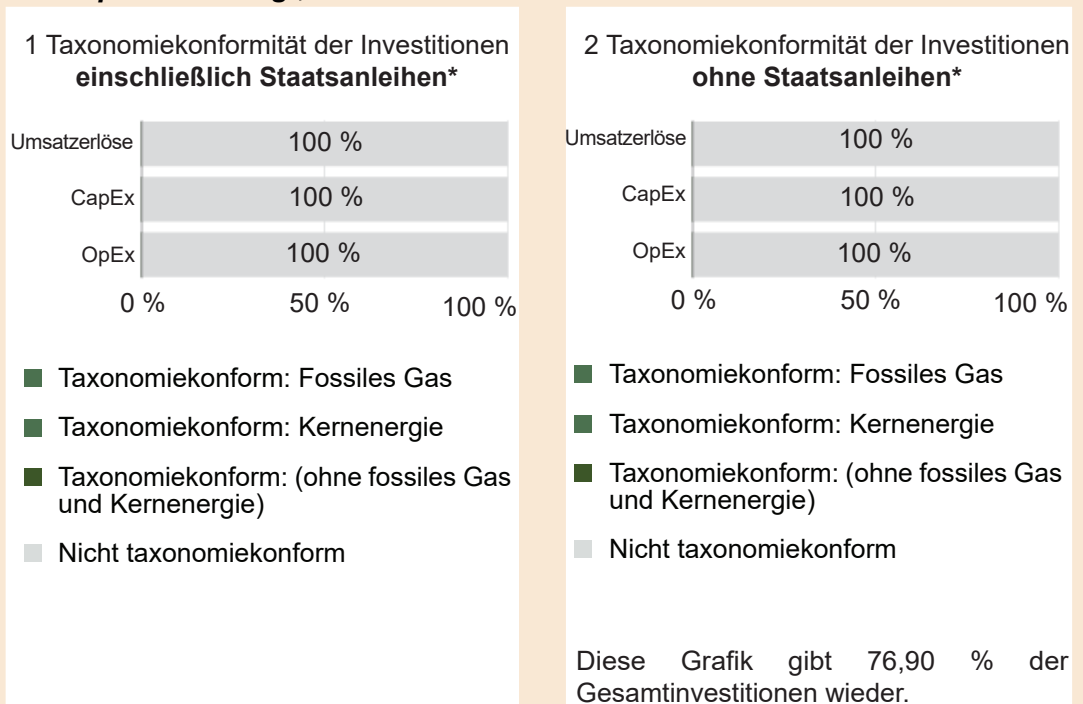 1 Taxonomiekonformität der Investitionen
einschließlich Staatsanleihen*
Umsatzerlöse 100 %
CapEx 100 %
OpEx 100 %
0 % 50 % 100 %
Taxonomiekonform: Fossiles Gas
Taxonomiekonform: Kernenergie
Taxonomiekonform: (ohne fossiles Gas
und Kernenergie)
Nicht taxonomiekonform
2 Taxonomiekonformität der Investitionen
ohne Staatsanleihen*
Umsatzerlöse 100 %
CapEx 100 %
OpEx 100 %
0 % 50 % 100 %
Taxonomiekonform: Fossiles Gas
Taxonomiekonform: Kernenergie
Taxonomiekonform: (ohne fossiles Gas
und Kernenergie)
Nicht taxonomiekonform
Diese Grafik gibt 76,90 % der
Gesamtinvestitionen wieder.